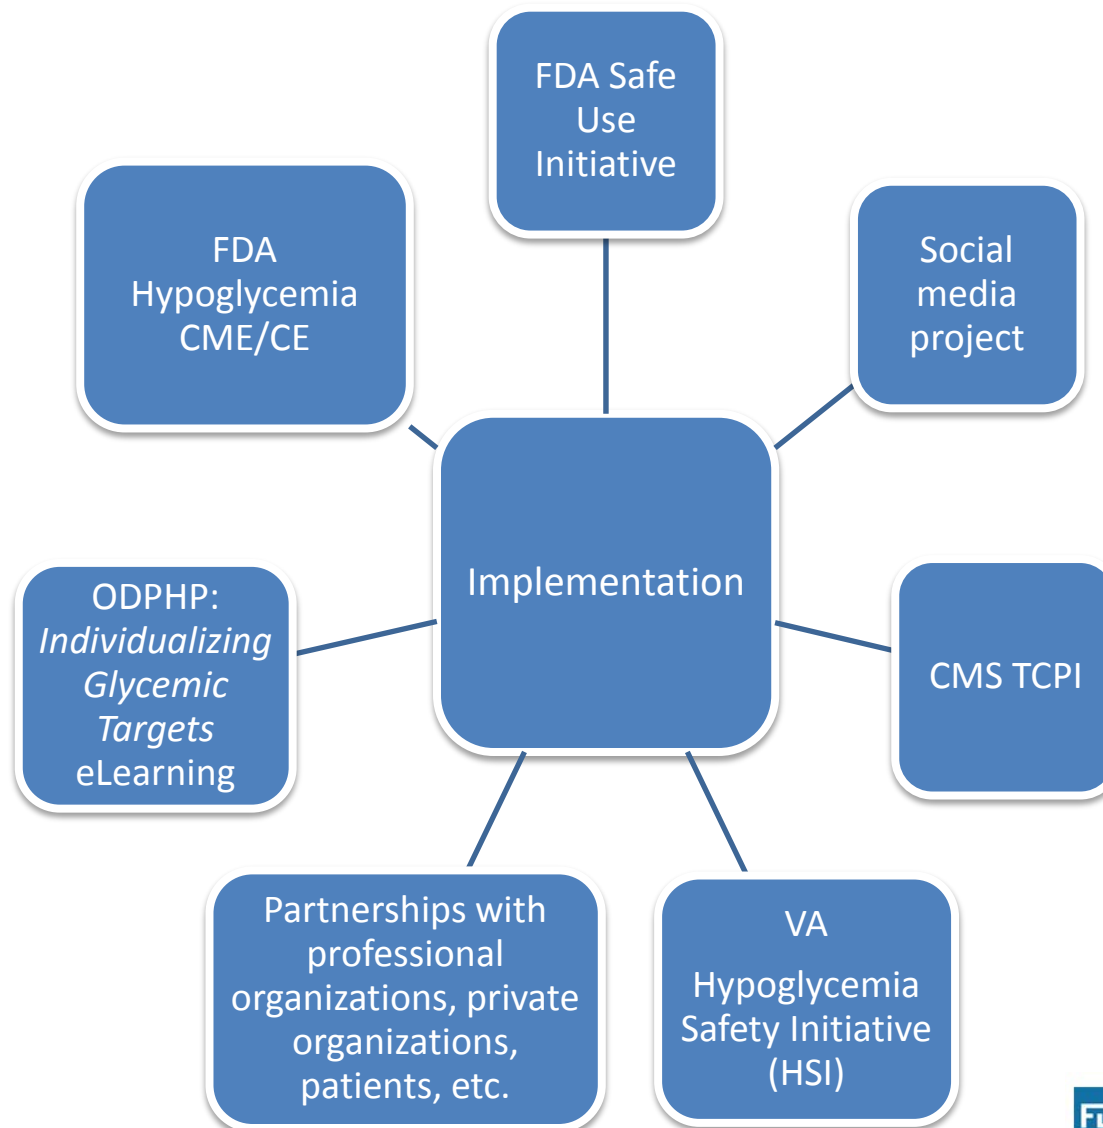 FDA Safe
Use
Initiative
FDA
Hypoglycemia
CME/CE
Social
media
project
Implementation
ODPHP:
Individualizing
Glycemic
Targets
eLearning
CMS TCPI
Partnerships with
professional
organizations, private
organizations,
patients, etc.
VA
Hypoglycemia
Safety Initiative
(HSI)